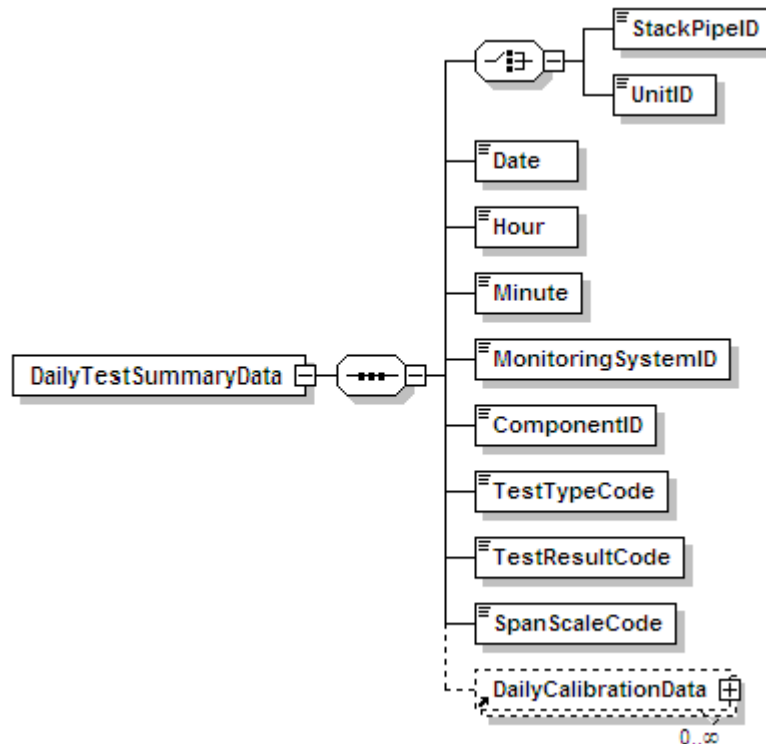 StackPipeID
UnitID
Date
Hour
Minute
DailyTestSummaryData
MonitoringSystemID
ComponentID
TestTypeCode
TestResultCode
SpanScaleCode
DailyCalibrationData
0..∞